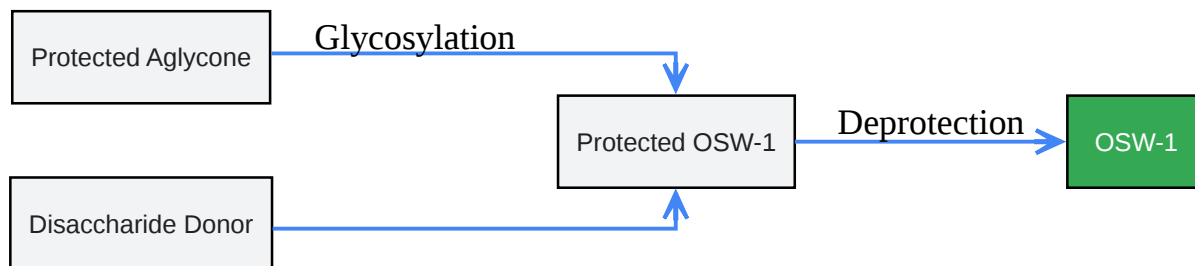 Protected Aglycone
Glycosylation
Protected OSW-1
Deprotection
OSW-1
Disaccharide Donor